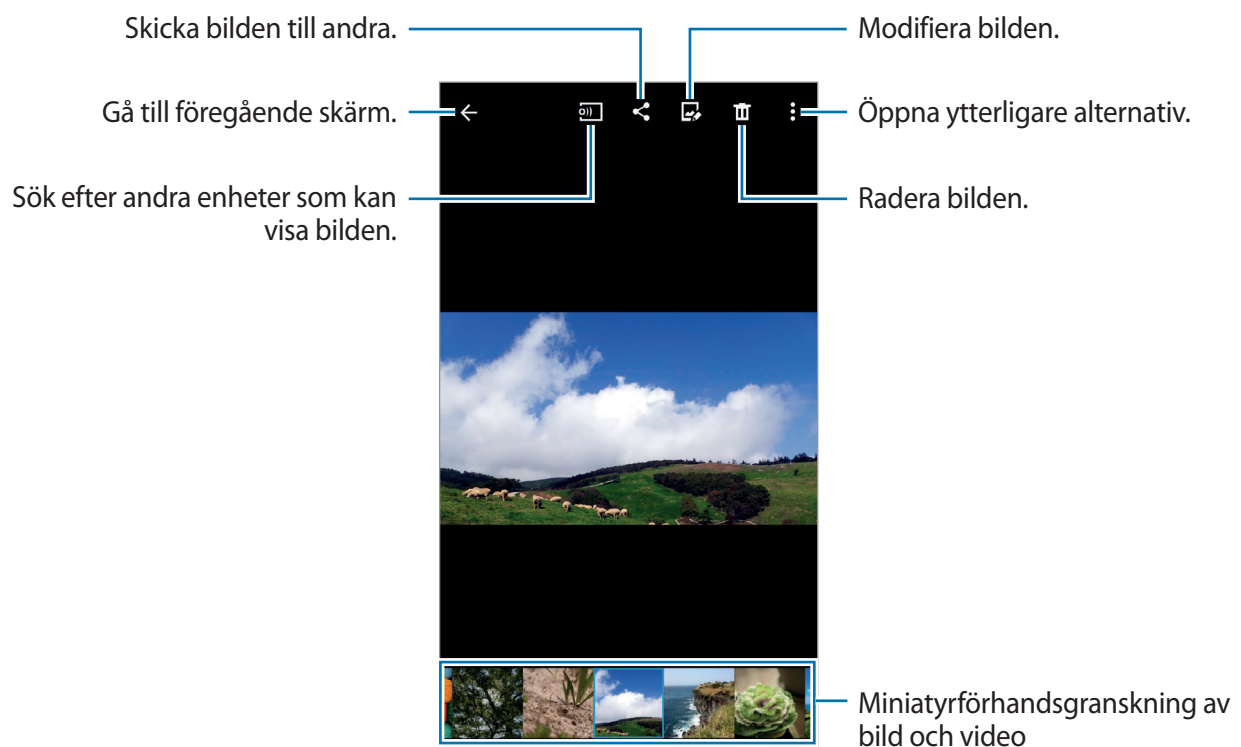 Skicka bilden till andra.
Modifiera bilden.
Gå till föregående skärm.
Öppna ytterligare alternativ.
Sök efter andra enheter som kan
visa bilden.
Radera bilden.
Miniatyrförhandsgranskning av
bild och video